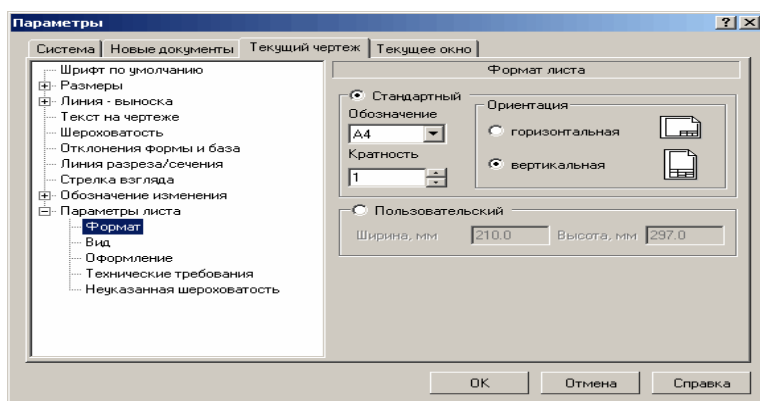 Параметры
Система Новые документы Текущий чертеж Текущее окно
Шрифт по умолчанию
Размеры
Линия - выноска
Текст на чертеже
Шероховатость
Отклонения формы и база
Линия разреза/сечения
Стрелка взгляда
Обозначение изменения
Параметры листа
Формат
Вид
Оформление
Технические требования
Неуказанная шероховатость
Формат листа
Стандартный
Обозначение
A4
Кратность
1
Ориентация
горизонтальная
вертикальная
Пользовательский
Ширина, мм 210.0 Высота, мм 297.0
OK Отмена Справка